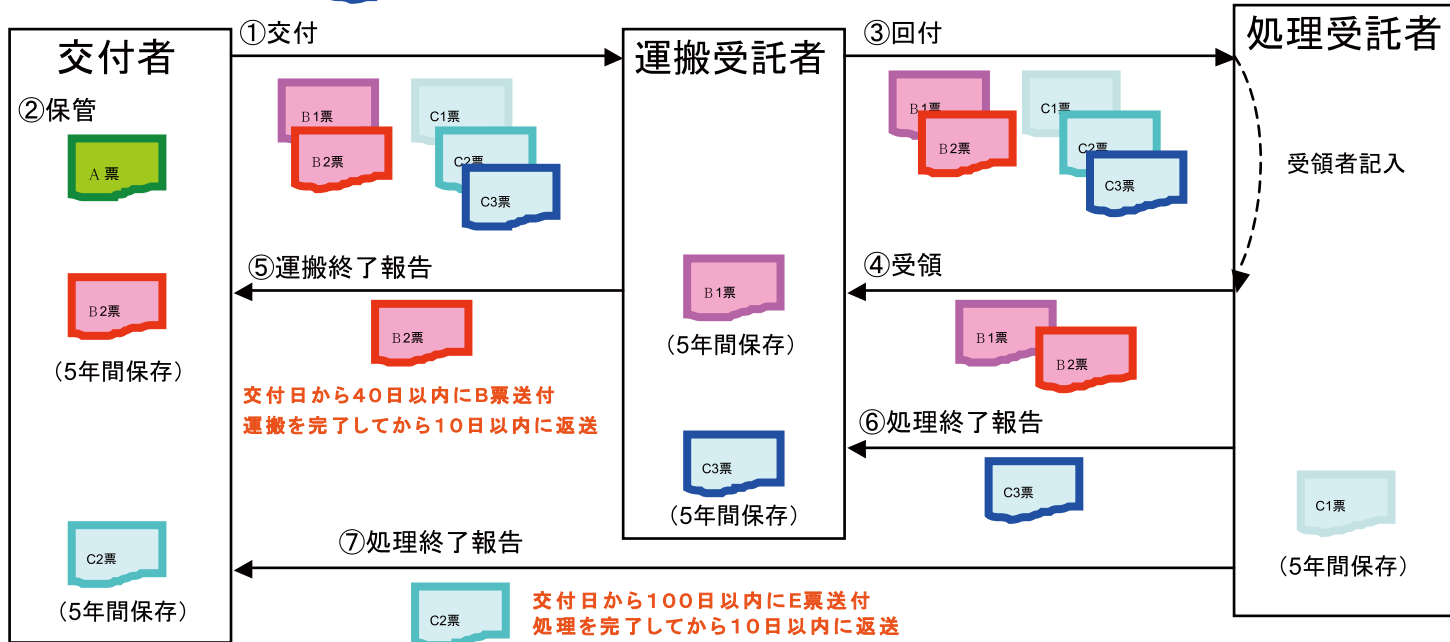 交付者
①交付
運搬受託者
③回付
処理受託者
②保管
A 票
B1票
B2票
C1票
C2票
C3票
B1票
B2票
C1票
C2票
C3票
受領者記入
⑤運搬終了報告
④受領
B2票
(5年間保存)
B2票
B1票
(5年間保存)
B1票
B2票
交付日から40日以内にB票送付
運搬を完了してから10日以内に返送
⑥処理終了報告
C3票
(5年間保存)
C3票
C1票
(5年間保存)
⑦処理終了報告
C2票
(5年間保存)
C2票
交付日から100日以内にE票送付
処理を完了してから10日以内に返送